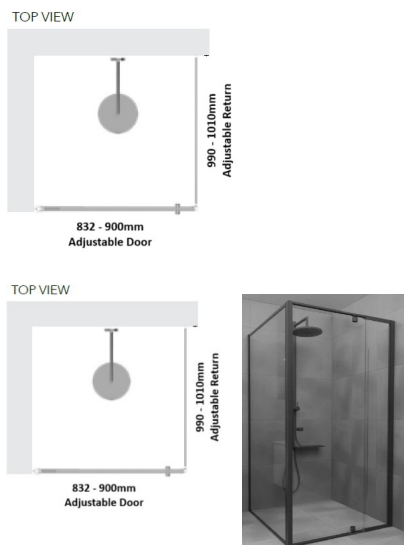 TOP VIEW
990 - 1010mm
Adjustable Return
832 - 900mm
Adjustable Door
TOP VIEW
990 - 1010mm
Adjustable Return
832 - 900mm
Adjustable Door